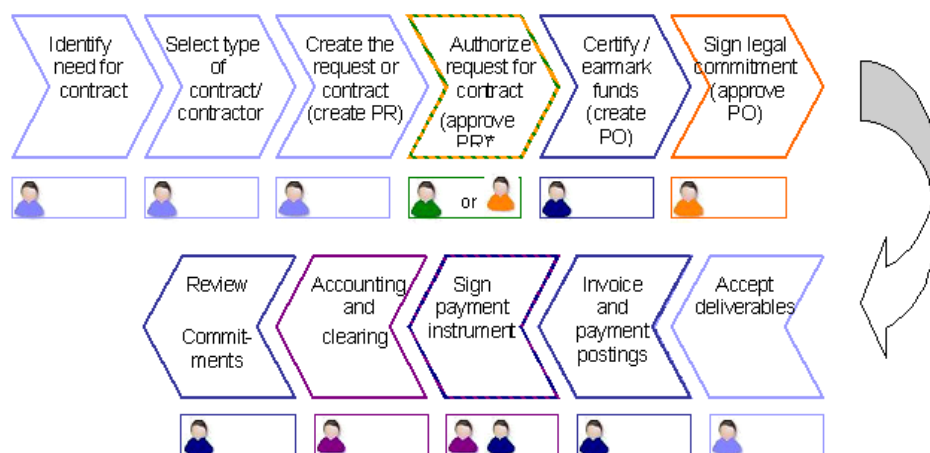 Identify
need for
contract
Select type
of
contract/
contractor
Create the
request or
contract
(create PR)
Authorize
request for
contract
(approve
PR)*
Certify /
earmark
funds
(create
PO)
Sign legal
commitment
(approve
PO)
or
Review
Commit-
ments
Accounting
and
clearing
Sign
payment
instrument
Invoice
and
payment
postings
Accept
deliverables